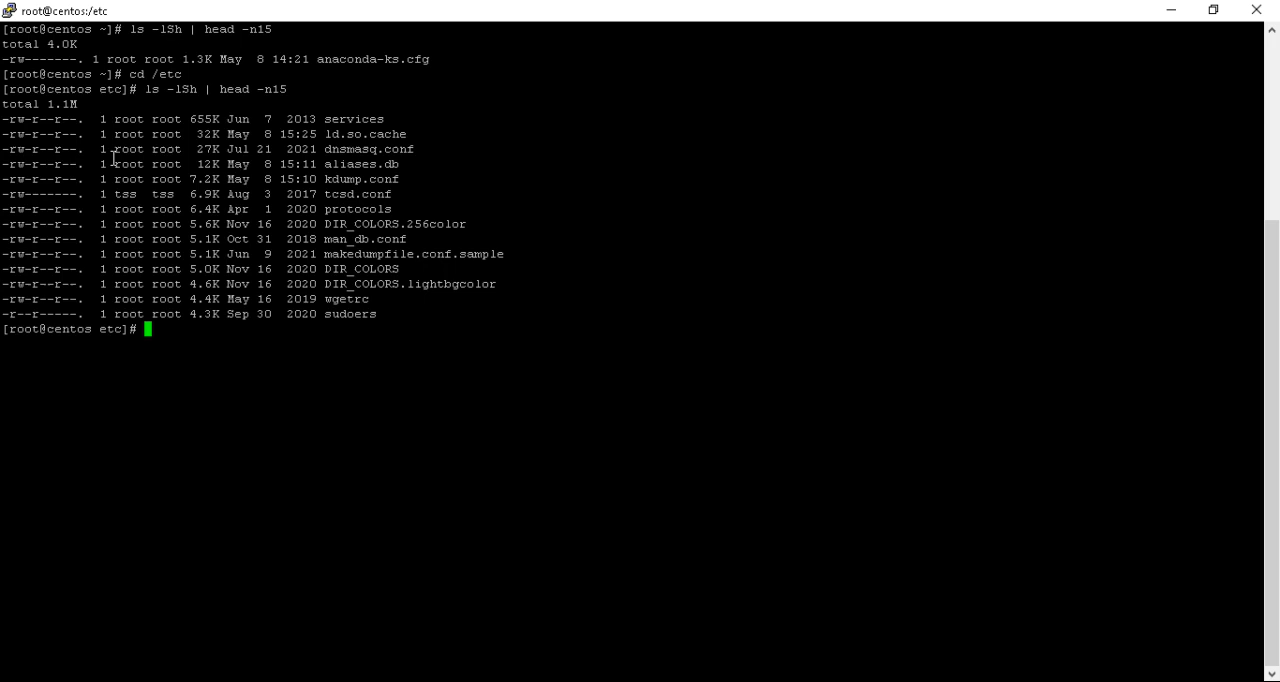 root@centos:/etc
[root@centos ~]# ls -lSh | head -n15
total 4.0K
-rw-------. 1 root root 1.3K May  8 14:21 anaconda-ks.cfg
[root@centos ~]# cd /etc
[root@centos etc]# ls -lSh | head -n15
total 1.1M
-rw-r--r--.  1 root root 655K Jun  7  2013 services
-rw-r--r--.  1 root root  32K May  8 15:25 ld.so.cache
-rw-r--r--.  1 root root  27K Jul 21  2021 dnsmasq.conf
-rw-r--r--.  1 root root  12K May  8 15:11 aliases.db
-rw-r--r--.  1 root root 7.2K May  8 15:10 kdump.conf
-rw-------.  1 tss  tss  6.9K Aug  3  2017 tcsd.conf
-rw-r--r--.  1 root root 6.4K Apr  1  2020 protocols
-rw-r--r--.  1 root root 5.6K Nov 16  2020 DIR_COLORS.256color
-rw-r--r--.  1 root root 5.1K Oct 31  2018 man_db.conf
-rw-r--r--.  1 root root 5.1K Jun  9  2021 makedumpfile.conf.sample
-rw-r--r--.  1 root root 5.0K Nov 16  2020 DIR_COLORS
-rw-r--r--.  1 root root 4.6K Nov 16  2020 DIR_COLORS.lightbgcolor
-rw-r--r--.  1 root root 4.4K May 16  2019 wgetrc
-r--r-----.  1 root root 4.3K Sep 30  2020 sudoers
[root@centos etc]#